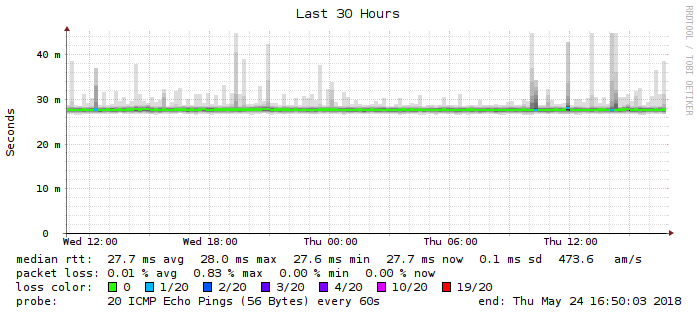 Last 30 Hours
RRDTOOL / TOBI OETIKER
Seconds
40 m
30 m
20 m
10 m
0
Wed 12:00 Wed 18:00 Thu 00:00 Thu 06:00 Thu 12:00
median rtt: 27.7 ms avg 28.0 ms max 27.6 ms min 27.7 ms now 0.1 ms sd 473.6 am/s
packet loss: 0.01 % avg 0.83 % max 0.00 % min 0.00 % now
loss color: 0 1/20 2/20 3/20 4/20 10/20 19/20
probe: 20 ICMP Echo Pings (56 Bytes) every 60s end: Thu May 24 16:50:03 2018